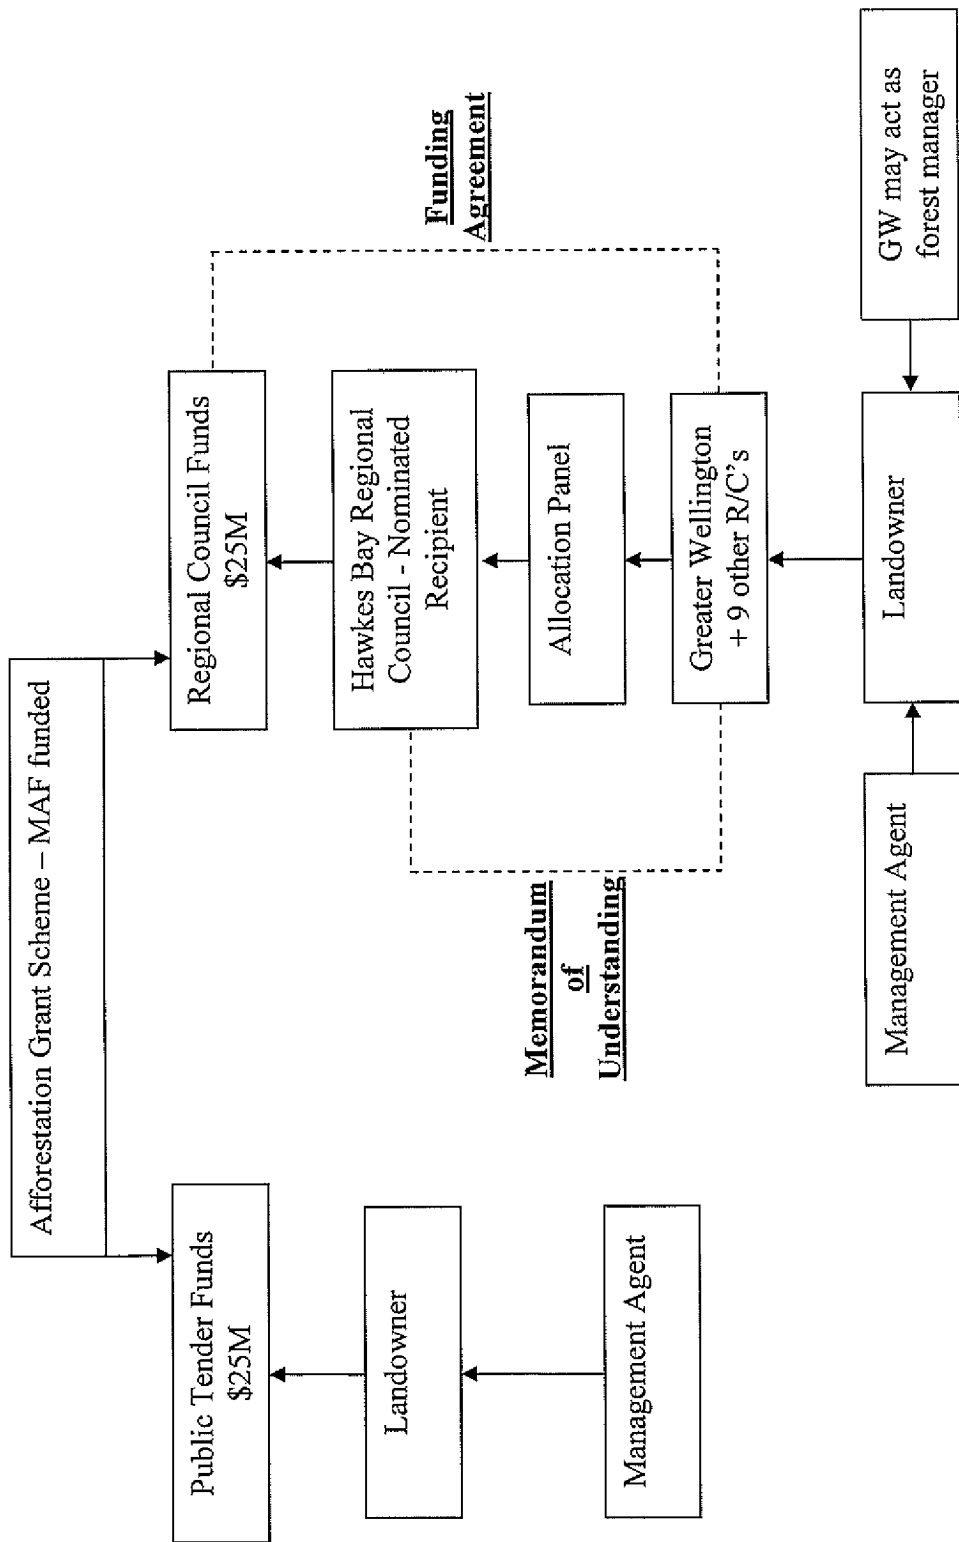 Afforestation Grant Scheme – MAF funded
Public Tender Funds
$25M
Landowner
Management Agent
Regional Council Funds
$25M
Hawkes Bay Regional
Council - Nominated
Recipient
Allocation Panel
Greater Wellington
+ 9 other R/C's
Landowner
Management Agent
GW may act as
forest manager
Memorandum
of
Understanding
Funding
Agreement